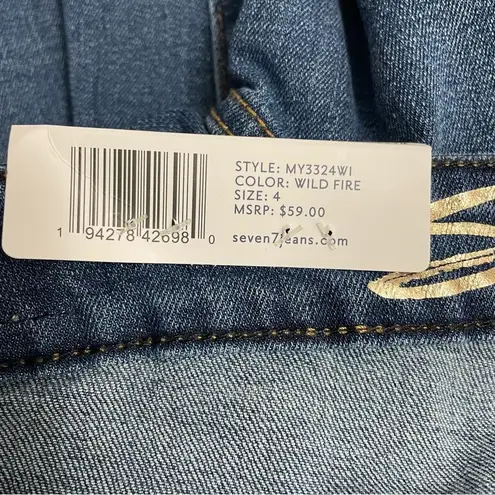 STYLE: MY3324WI
COLOR: WILD FIRE
SIZE: 4
MSRP: $59.00
seven7jeans.com
1 94278 42698 0